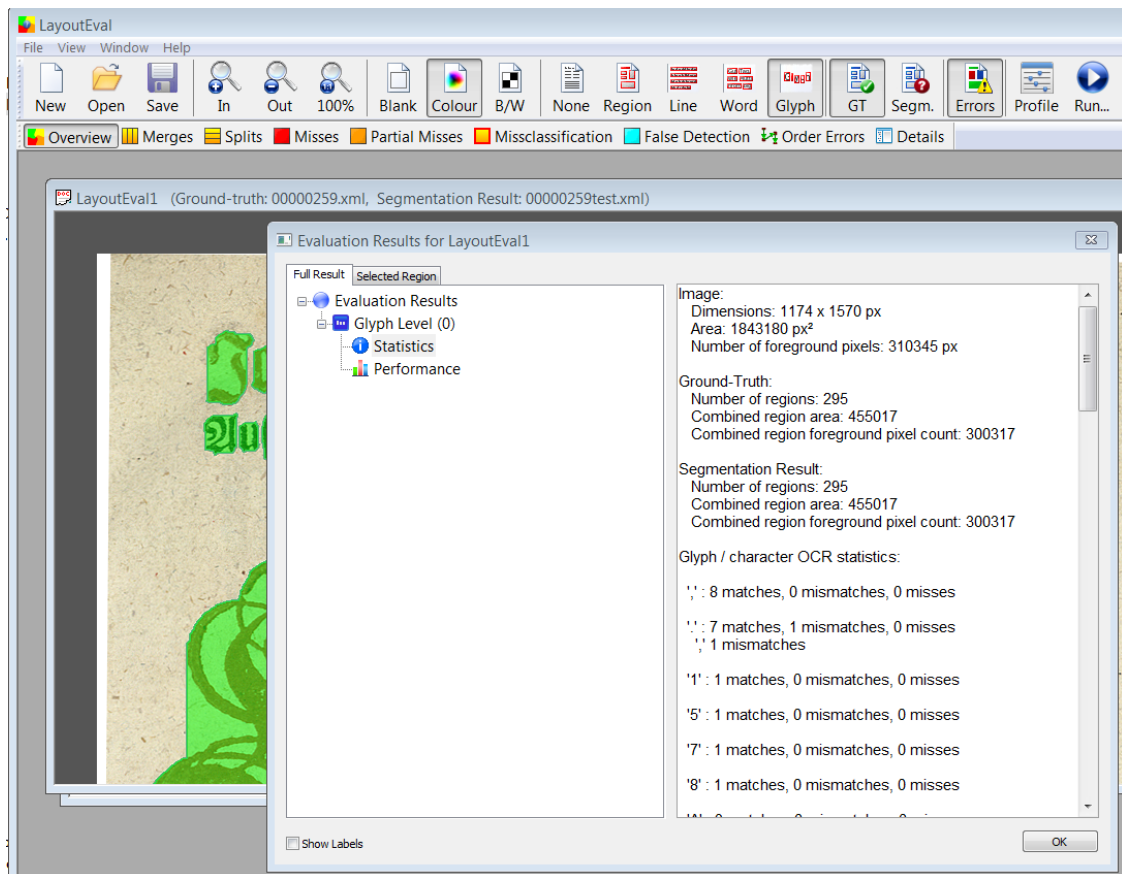 LayoutEval
File View Window Help
New Open Save In Out 100% Blank Colour B/W None Region Line Word Glyph GT Segm. Errors Profile Run...
Overview Merges Splits Misses Partial Misses Missclassification False Detection Order Errors Details
LayoutEval1 (Ground-truth: 00000259.xml, Segmentation Result: 00000259test.xml)
Evaluation Results for LayoutEval1
Full Result Selected Region
Evaluation Results
Glyph Level (0)
Statistics
Performance
Image:
Dimensions: 1174 x 1570 px
Area: 1843180 px²
Number of foreground pixels: 310345 px
Ground-Truth:
Number of regions: 295
Combined region area: 455017
Combined region foreground pixel count: 300317
Segmentation Result:
Number of regions: 295
Combined region area: 455017
Combined region foreground pixel count: 300317
Glyph / character OCR statistics:
',' : 8 matches, 0 mismatches, 0 misses
'.' : 7 matches, 1 mismatches, 0 misses
',' 1 mismatches
'1' : 1 matches, 0 mismatches, 0 misses
'5' : 1 matches, 0 mismatches, 0 misses
'7' : 1 matches, 0 mismatches, 0 misses
'8' : 1 matches, 0 mismatches, 0 misses
Show Labels
OK